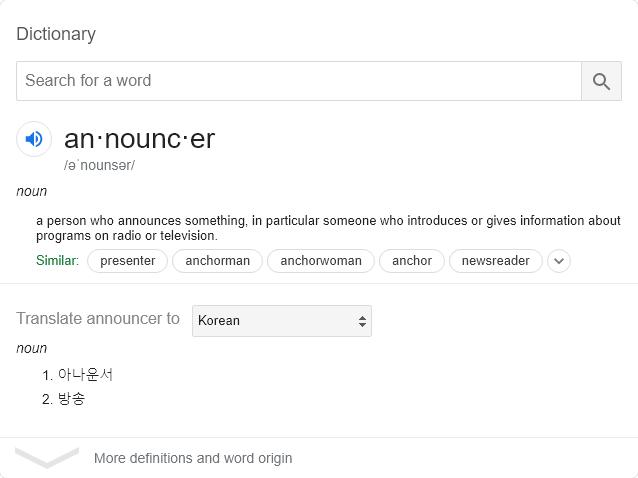 Dictionary
Search for a word
an·nounc·er
/əˈnounsər/
noun
a person who announces something, in particular someone who introduces or gives information about
programs on radio or television.
Similar: presenter anchorman anchorwoman anchor newsreader
Translate announcer to Korean
noun
1. 아나운서
2. 방송
More definitions and word origin